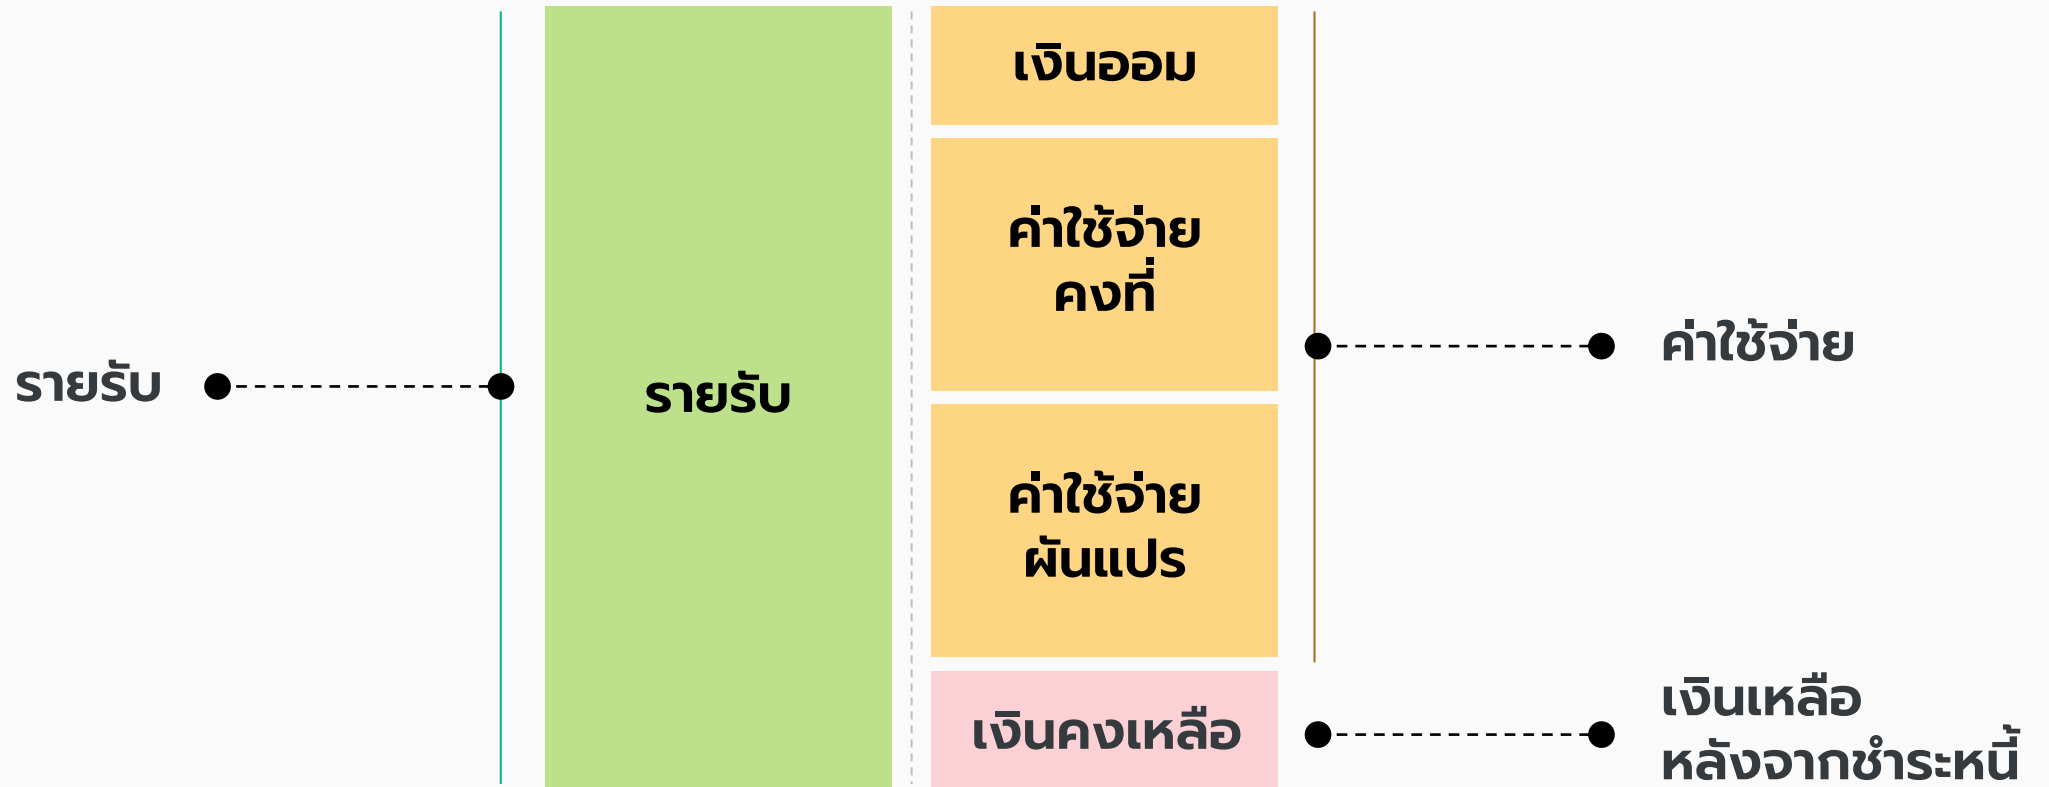 รายรับ
รายรับ
เงินออม
ค่าใช้จ่าย
คงที่
ค่าใช้จ่าย
ผันแปร
เงินคงเหลือ
ค่าใช้จ่าย
เงินเหลือ
หลังจากชำระหนี้